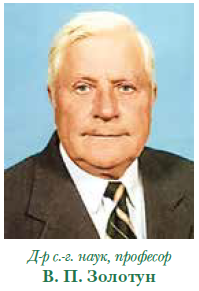 Д-р с.-г. наук, професор
В. П. Золотун